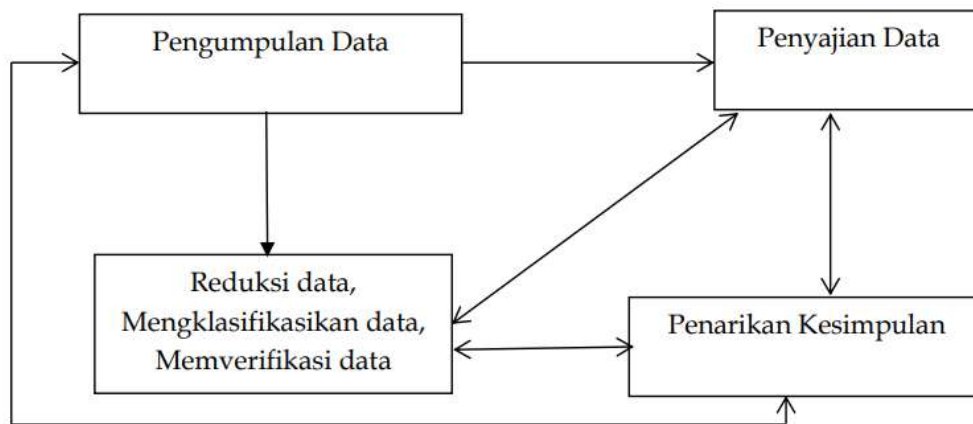 Pengumpulan Data
Penyajian Data
Reduksi data,
Mengklasifikasikan data,
Memverifikasi data
Penarikan Kesimpulan